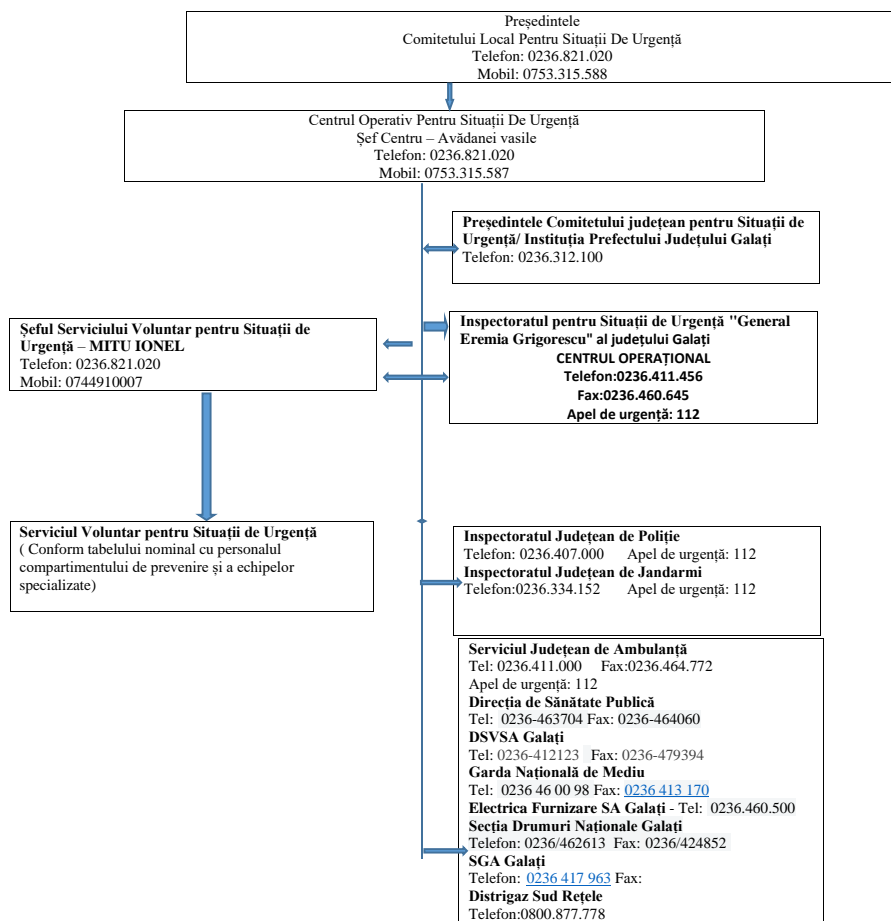 Președintele
Comitetului Local Pentru Situații De Urgență
Telefon: 0236.821.020
Mobil: 0753.315.588
Centrul Operativ Pentru Situații De Urgență
Șef Centru – Avădanei vasile
Telefon: 0236.821.020
Mobil: 0753.315.587
Președintele Comitetului județean pentru Situații de
Urgență/ Instituția Prefectului Județului Galați
Telefon: 0236.312.100
Șeful Serviciului Voluntar pentru Situații de
Urgență – MITU IONEL
Telefon: 0236.821.020
Mobil: 0744910007
Inspectoratul pentru Situații de Urgență "General
Eremia Grigorescu" al județului Galați
CENTRUL OPERAȚIONAL
Telefon:0236.411.456
Fax:0236.460.645
Apel de urgență: 112
Serviciul Voluntar pentru Situații de Urgență
( Conform tabelului nominal cu personalul
compartimentului de prevenire și a echipelor
specializate)
Inspectoratul Județean de Poliție
Telefon: 0236.407.000 Apel de urgență: 112
Inspectoratul Județean de Jandarmi
Telefon:0236.334.152 Apel de urgență: 112
Serviciul Județean de Ambulanță
Tel: 0236.411.000 Fax:0236.464.772
Apel de urgență: 112
Direcția de Sănătate Publică
Tel: 0236-463704 Fax: 0236-464060
DSVSA Galați
Tel: 0236-412123 Fax: 0236-479394
Garda Națională de Mediu
Tel: 0236 46 00 98 Fax: 0236 413 170
Electrica Furnizare SA Galați - Tel: 0236.460.500
Secția Drumuri Naționale Galați
Telefon: 0236/462613 Fax: 0236/424852
SGA Galați
Telefon: 0236 417 963 Fax:
Distrigaz Sud Rețele
Telefon:0800.877.778